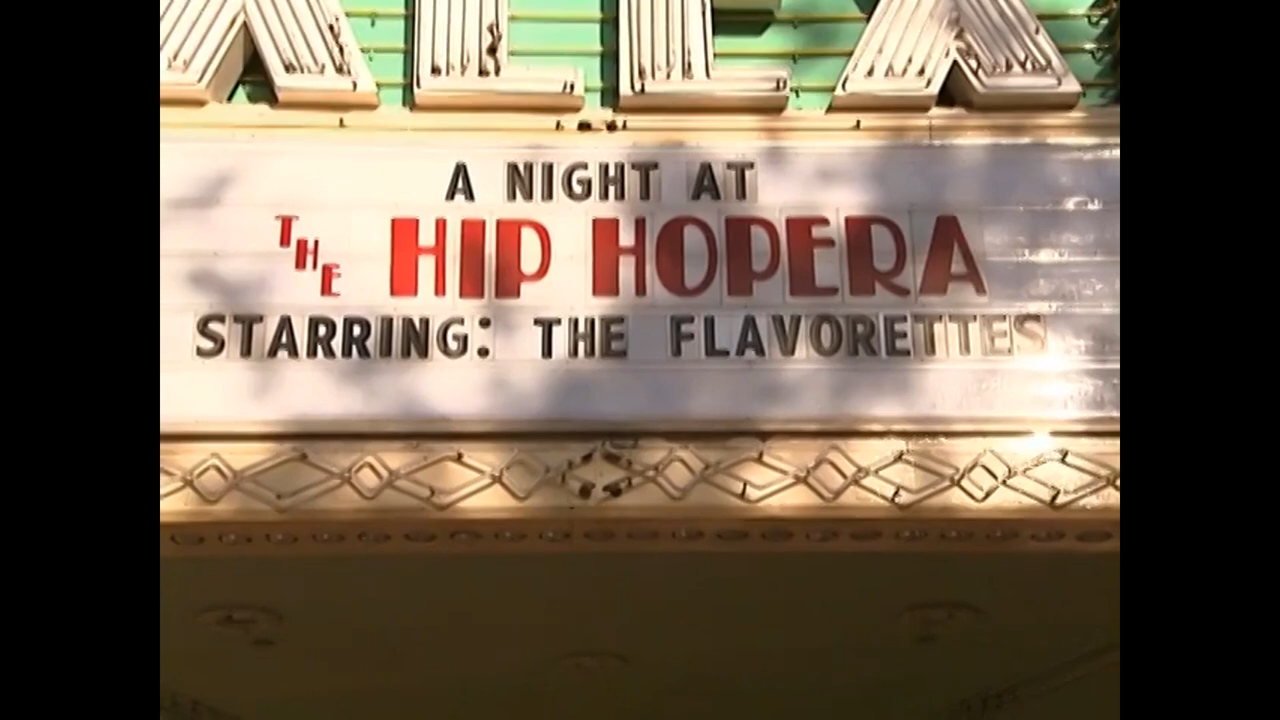 A NIGHT AT
THE HIP HOPERA
STARRING: THE FLAVORETTES